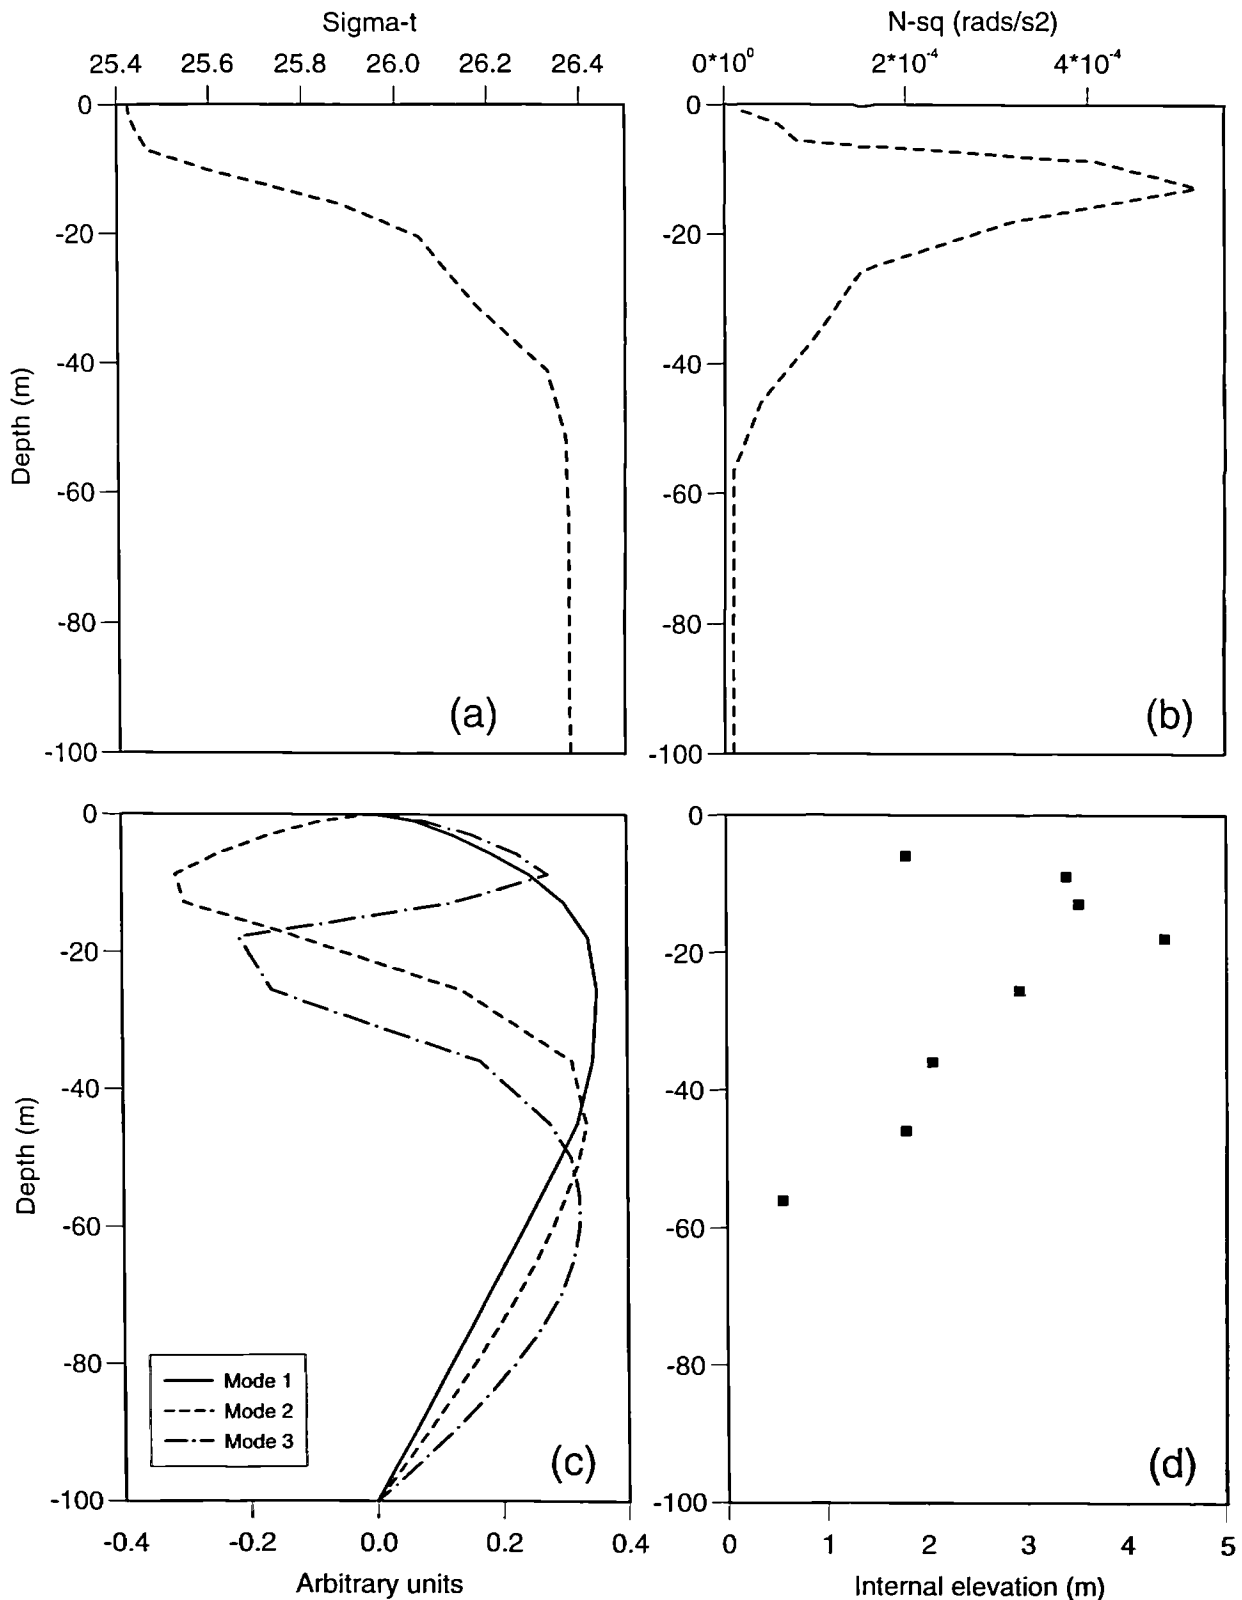 Sigma-t
25.4 25.6 25.8 26.0 26.2 26.4
N-sq (rads/s2)
0*10⁰ 2*10⁻⁴ 4*10⁻⁴
0
-20
-40
-60
-80
-100
Depth (m)
(a)
0
-20
-40
-60
-80
-100
(b)
0
-20
-40
-60
-80
-100
Depth (m)
Mode 1
Mode 2
Mode 3
(c)
-0.4 -0.2 0.0 0.2 0.4
Arbitrary units
0
-20
-40
-60
-80
-100
(d)
0 1 2 3 4 5
Internal elevation (m)